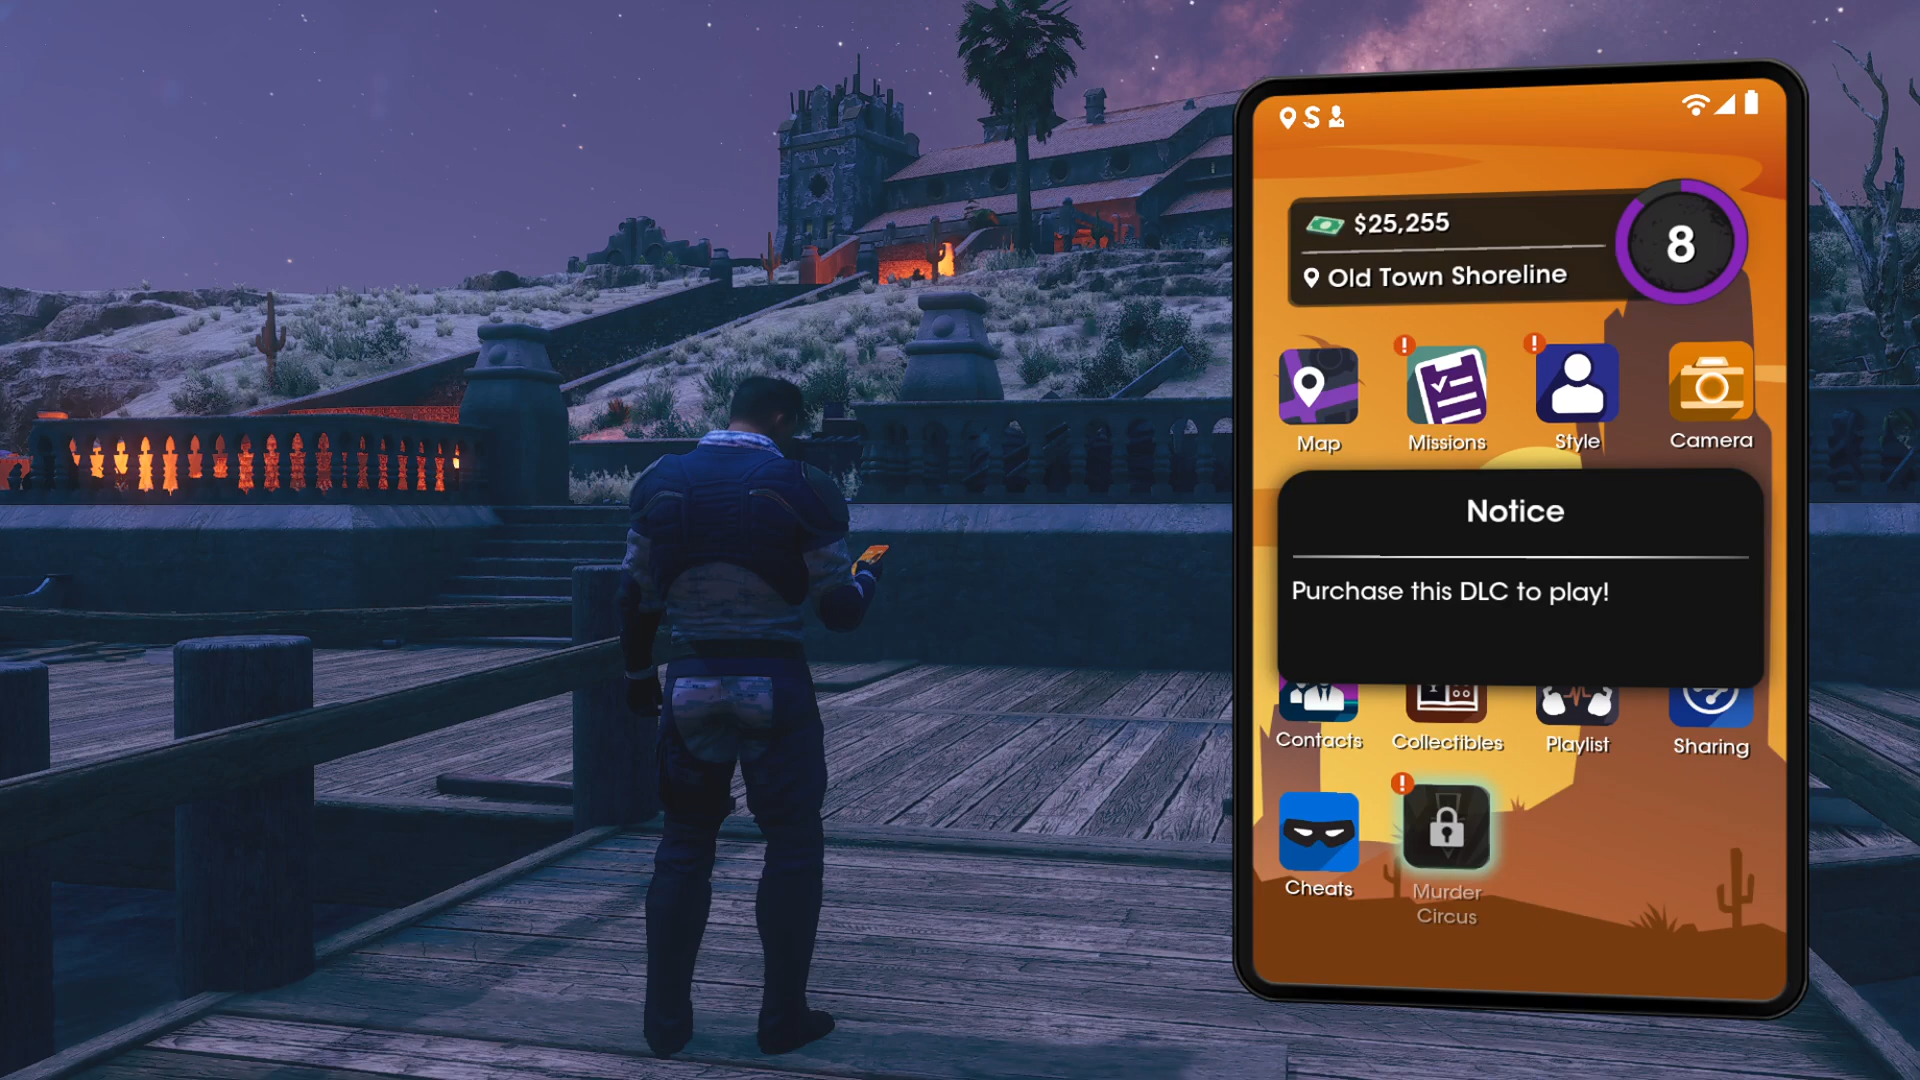 S
$25,255
8
Old Town Shoreline
Map
Missions
Style
Camera
Notice
Purchase this DLC to play!
Contacts
Collectibles
Playlist
Sharing
Cheats
Murder
Circus